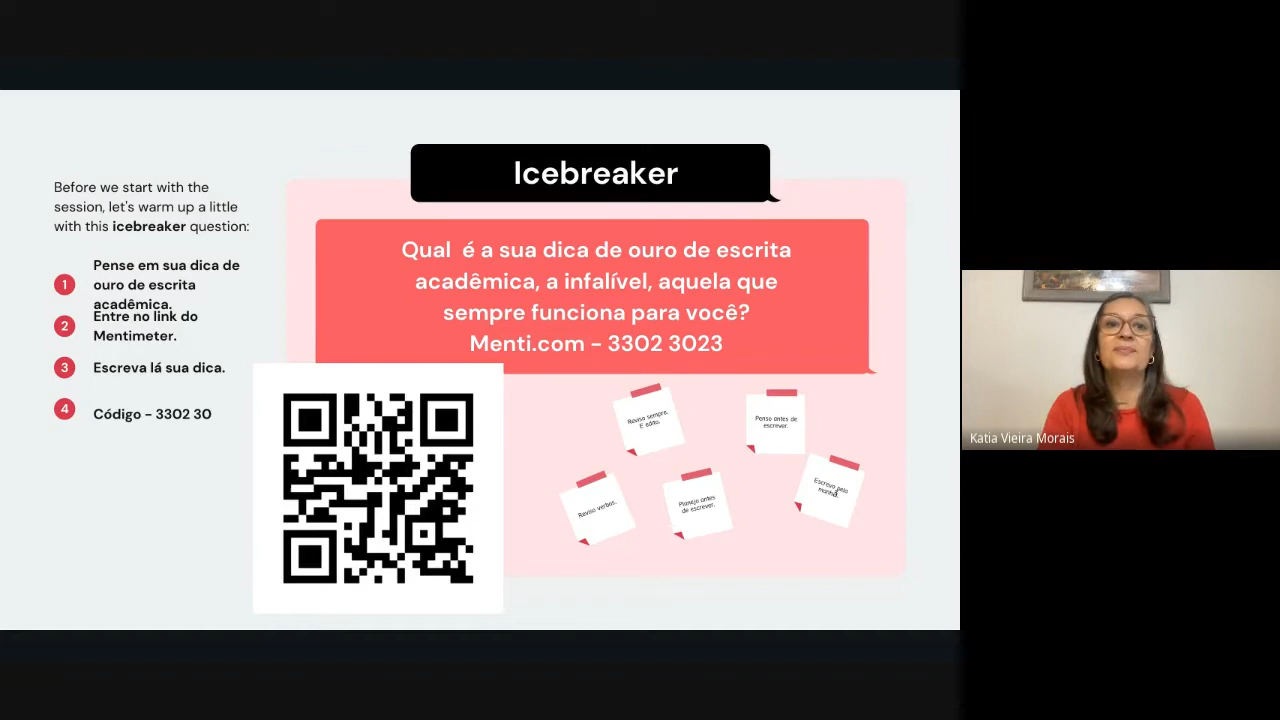 Icebreaker
Before we start with the
session, let's warm up a little
with this icebreaker question:
1
Pense em sua dica de
ouro de escrita
acadêmica.
2
Entre no link do
Mentimeter.
3
Escreva lá sua dica.
4
Código - 3302 30
Qual é a sua dica de ouro de escrita
acadêmica, a infalível, aquela que
sempre funciona para você?
Menti.com - 3302 3023
Reviso sempre.
E edito.
Penso antes de
escrever.
Reviso verbos.
Planejo antes
de escrever.
Escrevo pela
manhã.
Katia Vieira Morais